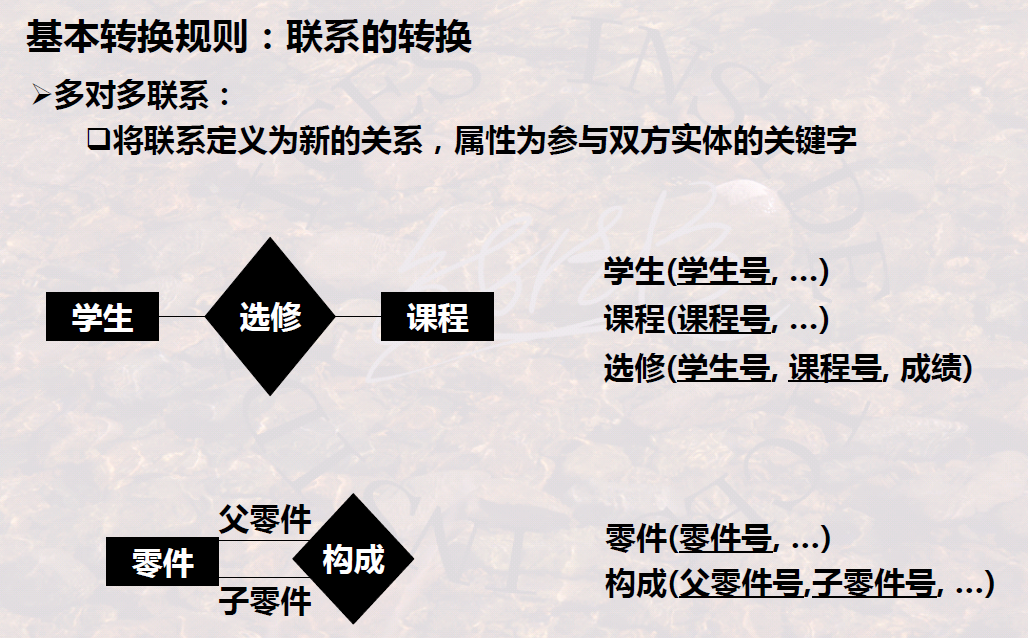 基本转换规则：联系的转换
多对多联系：
将联系定义为新的关系，属性为参与双方实体的关键字
学生
选修
课程
学生(学生号, …)
课程(课程号, …)
选修(学生号, 课程号, 成绩)
父零件
零件
构成
子零件
零件(零件号, …)
构成(父零件号,子零件号, …)